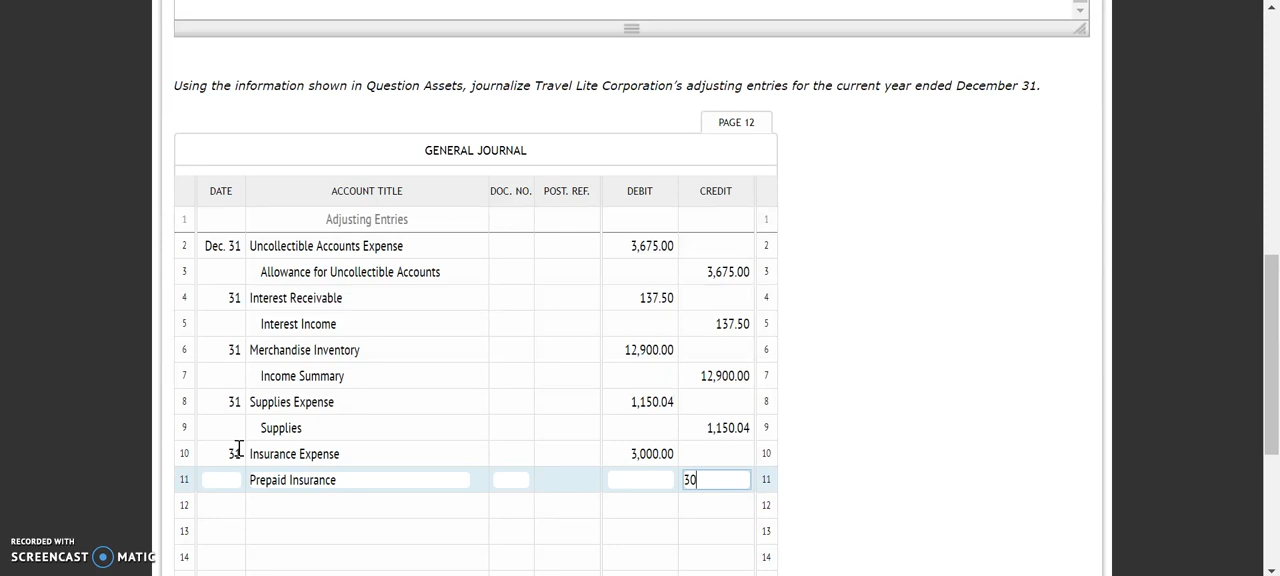 Using the information shown in Question Assets, journalize Travel Lite Corporation's adjusting entries for the current year ended December 31.
PAGE 12
GENERAL JOURNAL
DATE ACCOUNT TITLE DOC. NO. POST. REF. DEBIT CREDIT
1 Adjusting Entries 1
2 Dec. 31 Uncollectible Accounts Expense 3,675.00 2
3 Allowance for Uncollectible Accounts 3,675.00 3
4 31 Interest Receivable 137.50 4
5 Interest Income 137.50 5
6 31 Merchandise Inventory 12,900.00 6
7 Income Summary 12,900.00 7
8 31 Supplies Expense 1,150.04 8
9 Supplies 1,150.04 9
10 31 Insurance Expense 3,000.00 10
11 Prepaid Insurance 30 11
12 12
13 13
14 14
RECORDED WITH
SCREENCAST MATIC